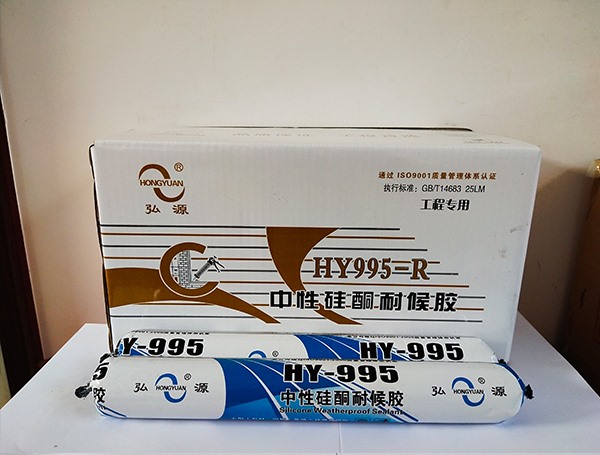 HONGYUAN
®
弘 源
通过 ISO9001质量管理体系认证
执行标准: GB/T14683 25LM
工程专用
HY995=R
中性硅酮耐候胶
HY-995
HY-995
胶
HY-995
中性硅酮耐候胶
Silicone Weatherproof Sealant
弘 HONGYUAN 源
弘 HONGYUAN 源